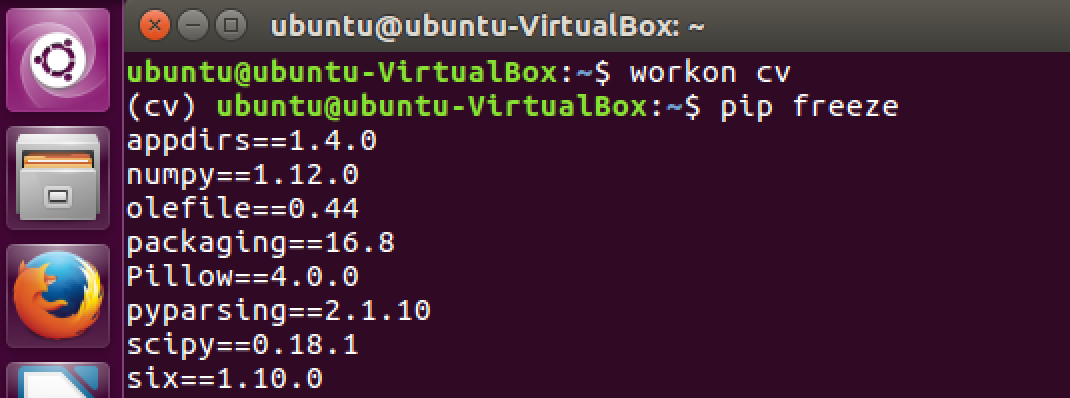 ubuntu@ubuntu-VirtualBox: ~
ubuntu@ubuntu-VirtualBox:~$ workon cv
(cv) ubuntu@ubuntu-VirtualBox:~$ pip freeze
appdirs==1.4.0
numpy==1.12.0
olefile==0.44
packaging==16.8
Pillow==4.0.0
pyparsing==2.1.10
scipy==0.18.1
six==1.10.0